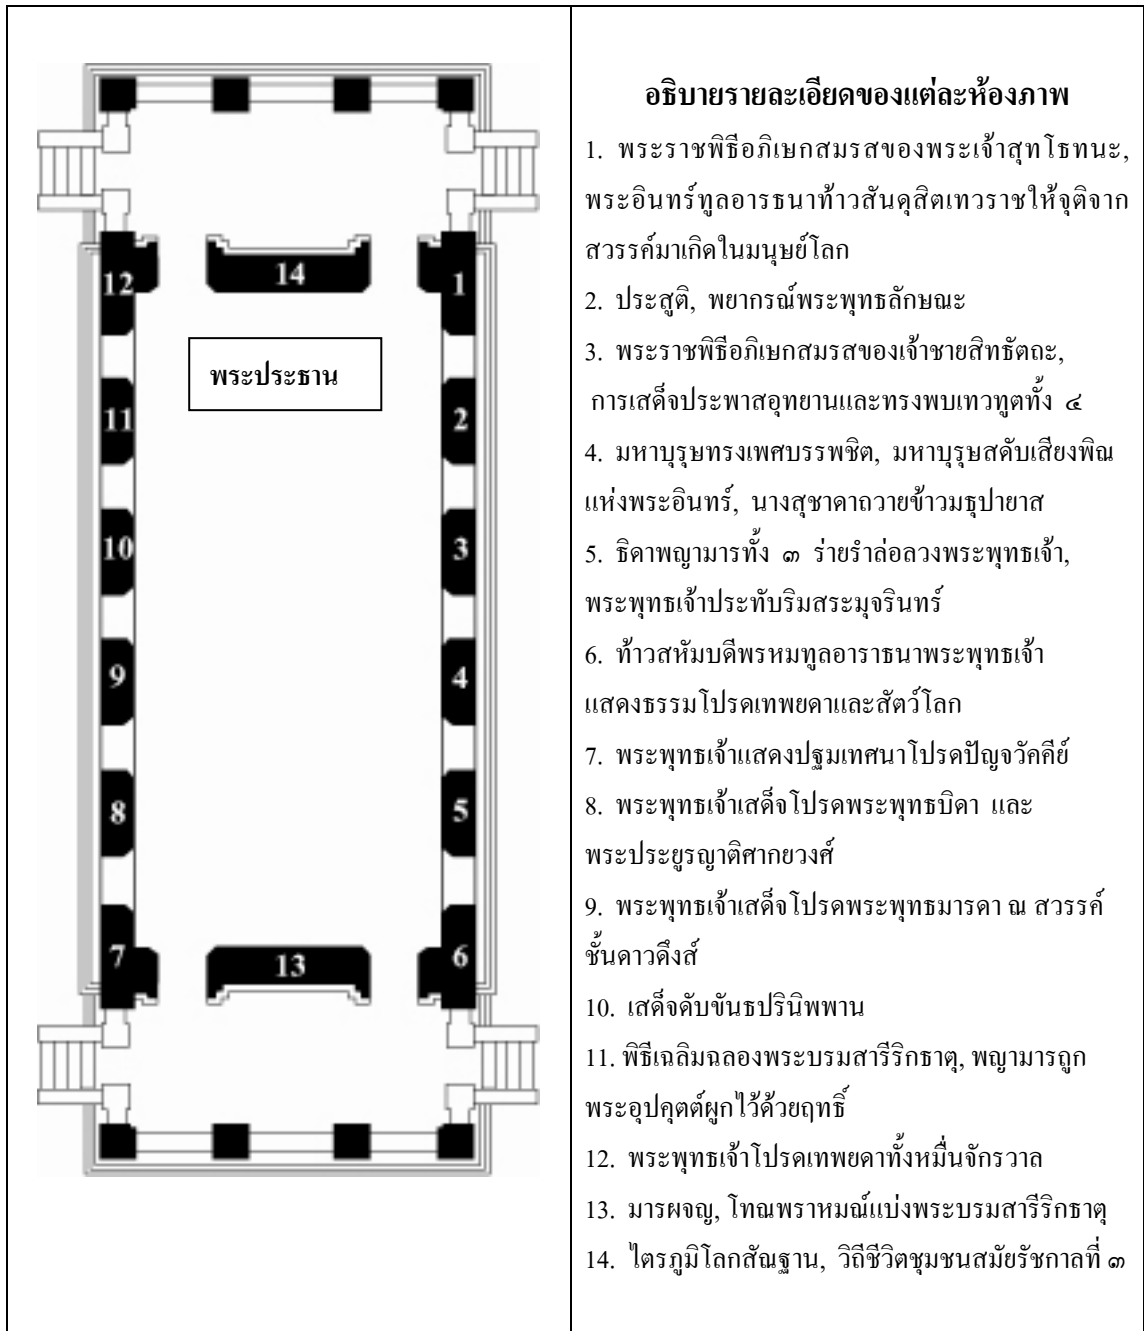 12
14
1
พระประธาน
11
2
10
3
9
4
8
5
7
13
6
อธิบายรายละเอียดของแต่ละห้องภาพ
1. พระราชพิธีอภิเษกสมรสของพระเจ้าสุทโธทนะ,
พระอินทร์ทูลอารธนาท้าวสันดุสิตเทวราชให้จุติจาก
สวรรค์มาเกิดในมนุษย์โลก
2. ประสูติ, พยากรณ์พระพุทธลักษณะ
3. พระราชพิธีอภิเษกสมรสของเจ้าชายสิทธัตถะ,
การเสด็จประพาสอุทยานและทรงพบเทวทูตทั้ง ๔
4. มหาบุรุษทรงเพศบรรพชิต, มหาบุรุษสดับเสียงพิณ
แห่งพระอินทร์, นางสุชาดาถวายข้าวมธุปายาส
5. ธิดาพญามารทั้ง ๓ ร่ายรำล่อลวงพระพุทธเจ้า,
พระพุทธเจ้าประทับริมสระมุจรินทร์
6. ท้าวสหัมบดีพรหมทูลอาราธนาพระพุทธเจ้า
แสดงธรรมโปรดเทพยดาและสัตว์โลก
7. พระพุทธเจ้าแสดงปฐมเทศนาโปรดปัญจวัคคีย์
8. พระพุทธเจ้าเสด็จโปรดพระพุทธบิดา และ
พระประยูรญาติศากยวงศ์
9. พระพุทธเจ้าเสด็จโปรดพระพุทธมารดา ณ สวรรค์
ชั้นดาวดึงส์
10. เสด็จดับขันธปรินิพพาน
11. พิธีเฉลิมฉลองพระบรมสารีริกธาตุ, พญามารถูก
พระอุปคุตต์ผูกไว้ด้วยฤทธิ์
12. พระพุทธเจ้าโปรดเทพยดาทั้งหมื่นจักรวาล
13. มารผจญ, โทณพราหมณ์แบ่งพระบรมสารีริกธาตุ
14. ไตรภูมิโลกสัณฐาน, วิถีชีวิตชุมชนสมัยรัชกาลที่ ๓